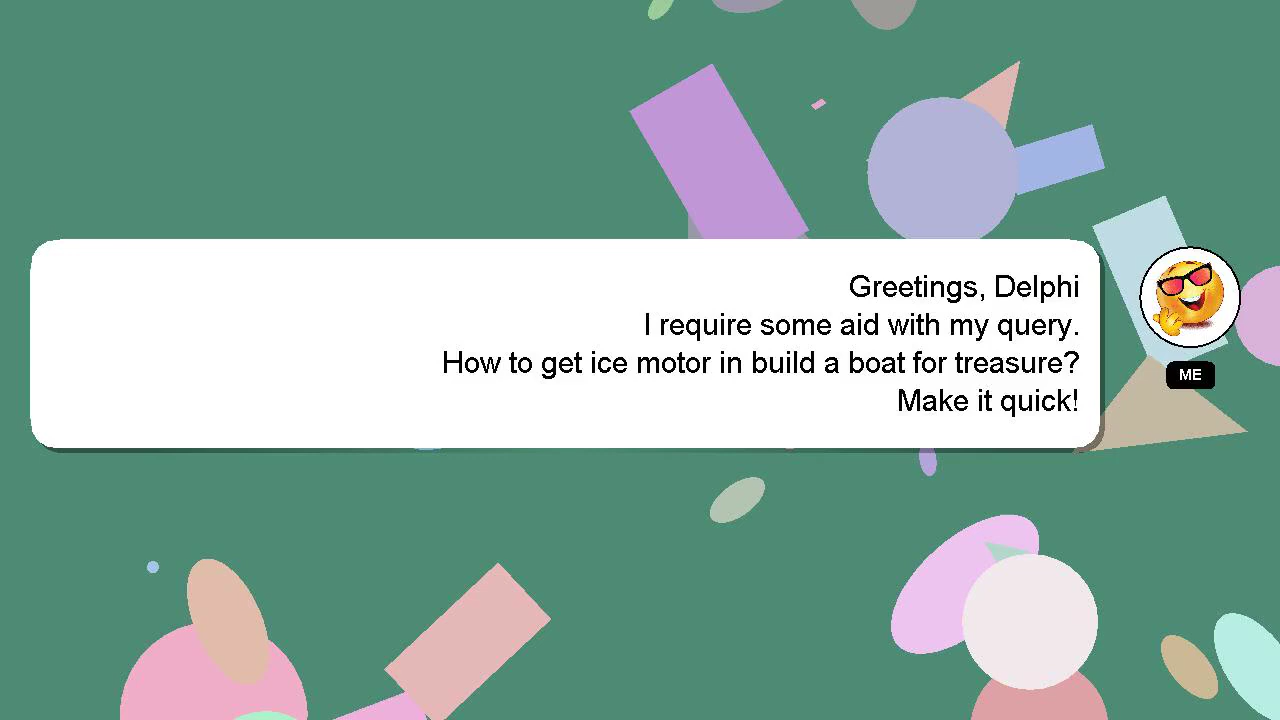 Greetings, Delphi
I require some aid with my query.
How to get ice motor in build a boat for treasure?
Make it quick!
ME